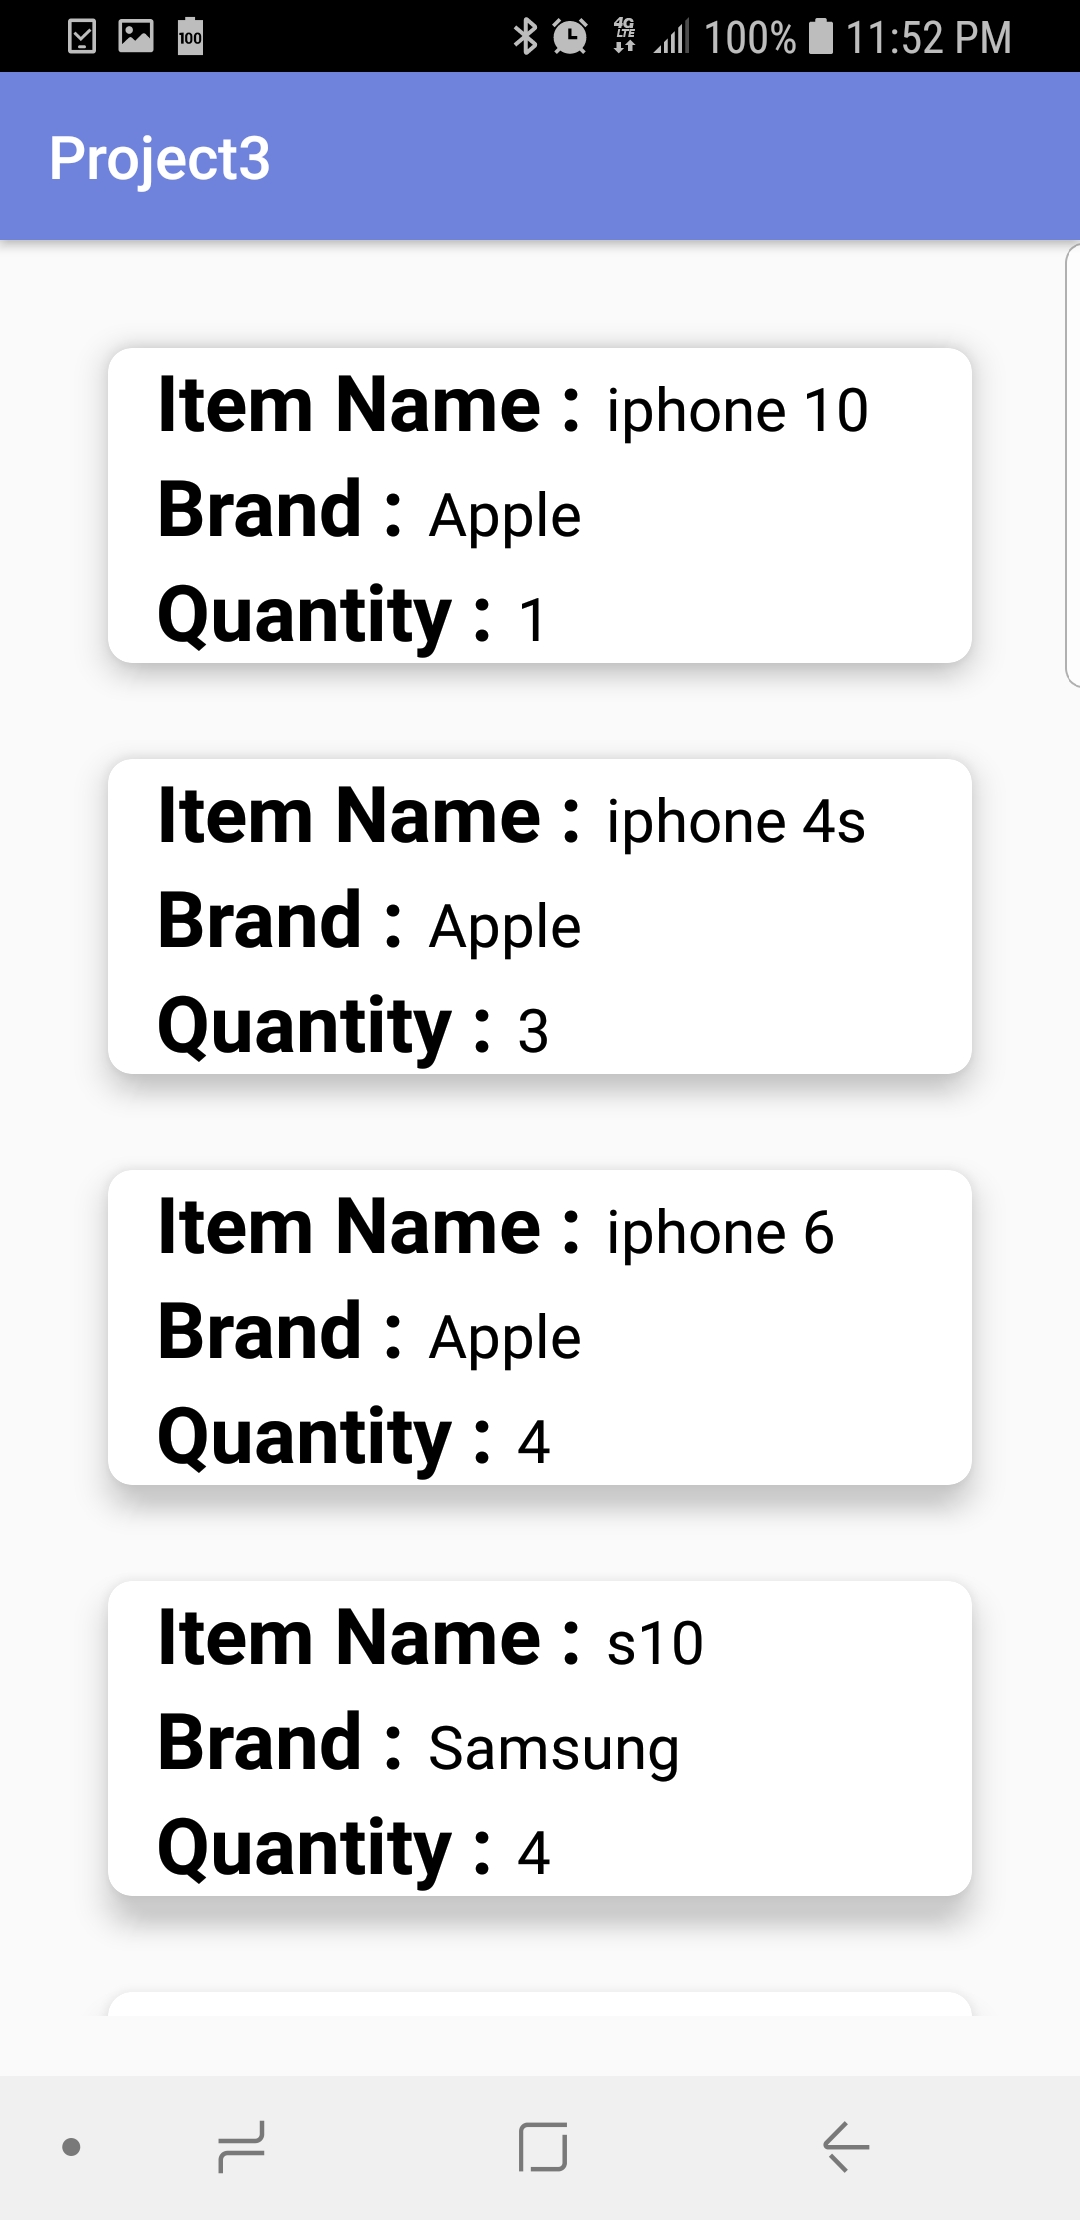 100 4G LTE 100% 11:52 PM
Project3
Item Name : iphone 10
Brand : Apple
Quantity : 1
Item Name : iphone 4s
Brand : Apple
Quantity : 3
Item Name : iphone 6
Brand : Apple
Quantity : 4
Item Name : s10
Brand : Samsung
Quantity : 4